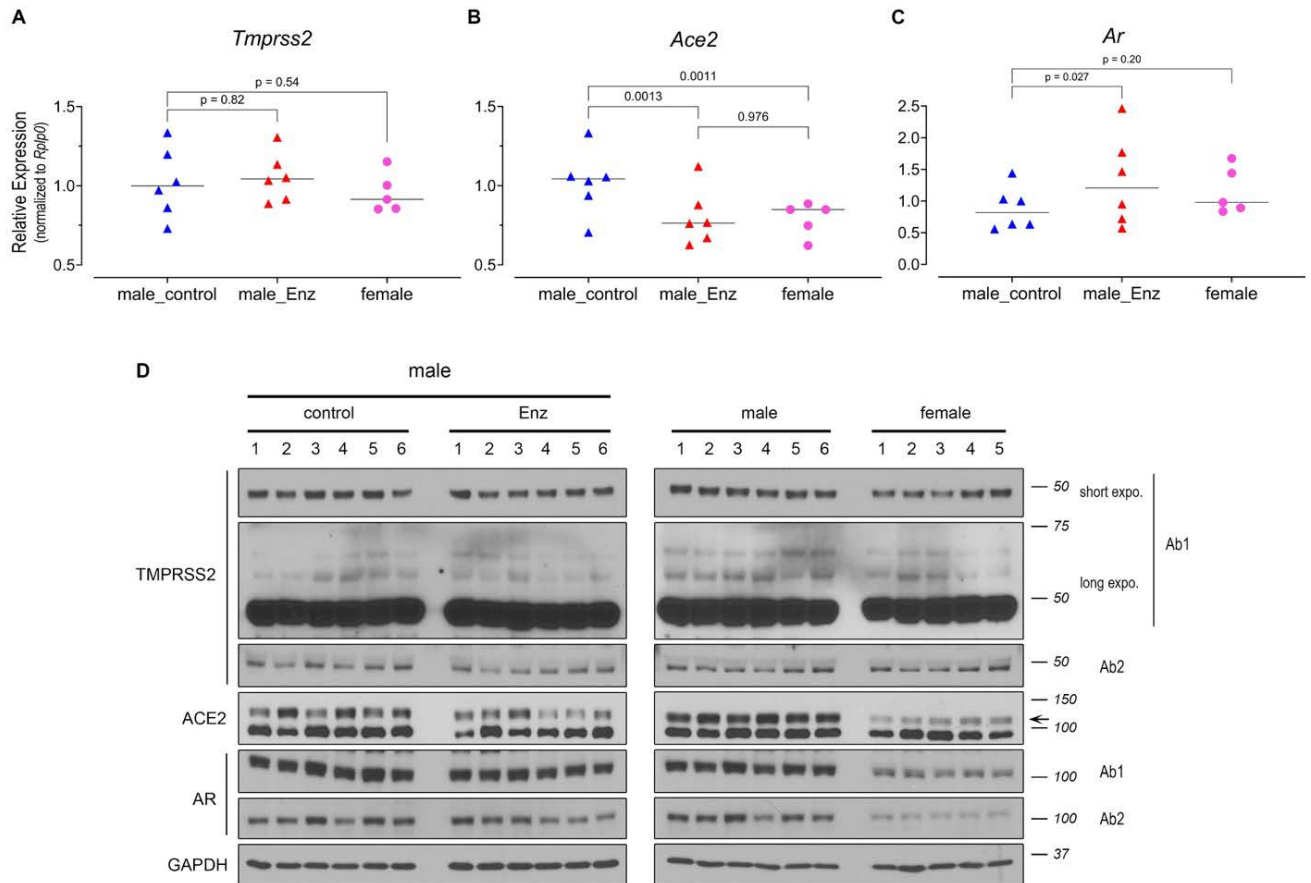 A
B
C
Tmprss2
Ace2
Ar
p = 0.54
p = 0.82
0.0011
0.0013
0.976
p = 0.20
p = 0.027
Relative Expression
(normalized to Rplp0)
1.5
1.0
0.5
1.5
1.0
0.5
2.5
2.0
1.5
1.0
0.5
0.0
male_control male_Enz female
male_control male_Enz female
male_control male_Enz female
D
male
control Enz male female
1 2 3 4 5 6 1 2 3 4 5 6 1 2 3 4 5 6 1 2 3 4 5
50 short expo.
75
Ab1
TMPRSS2
long expo.
50
50 Ab2
150
ACE2
100
100 Ab1
AR
100 Ab2
37
GAPDH